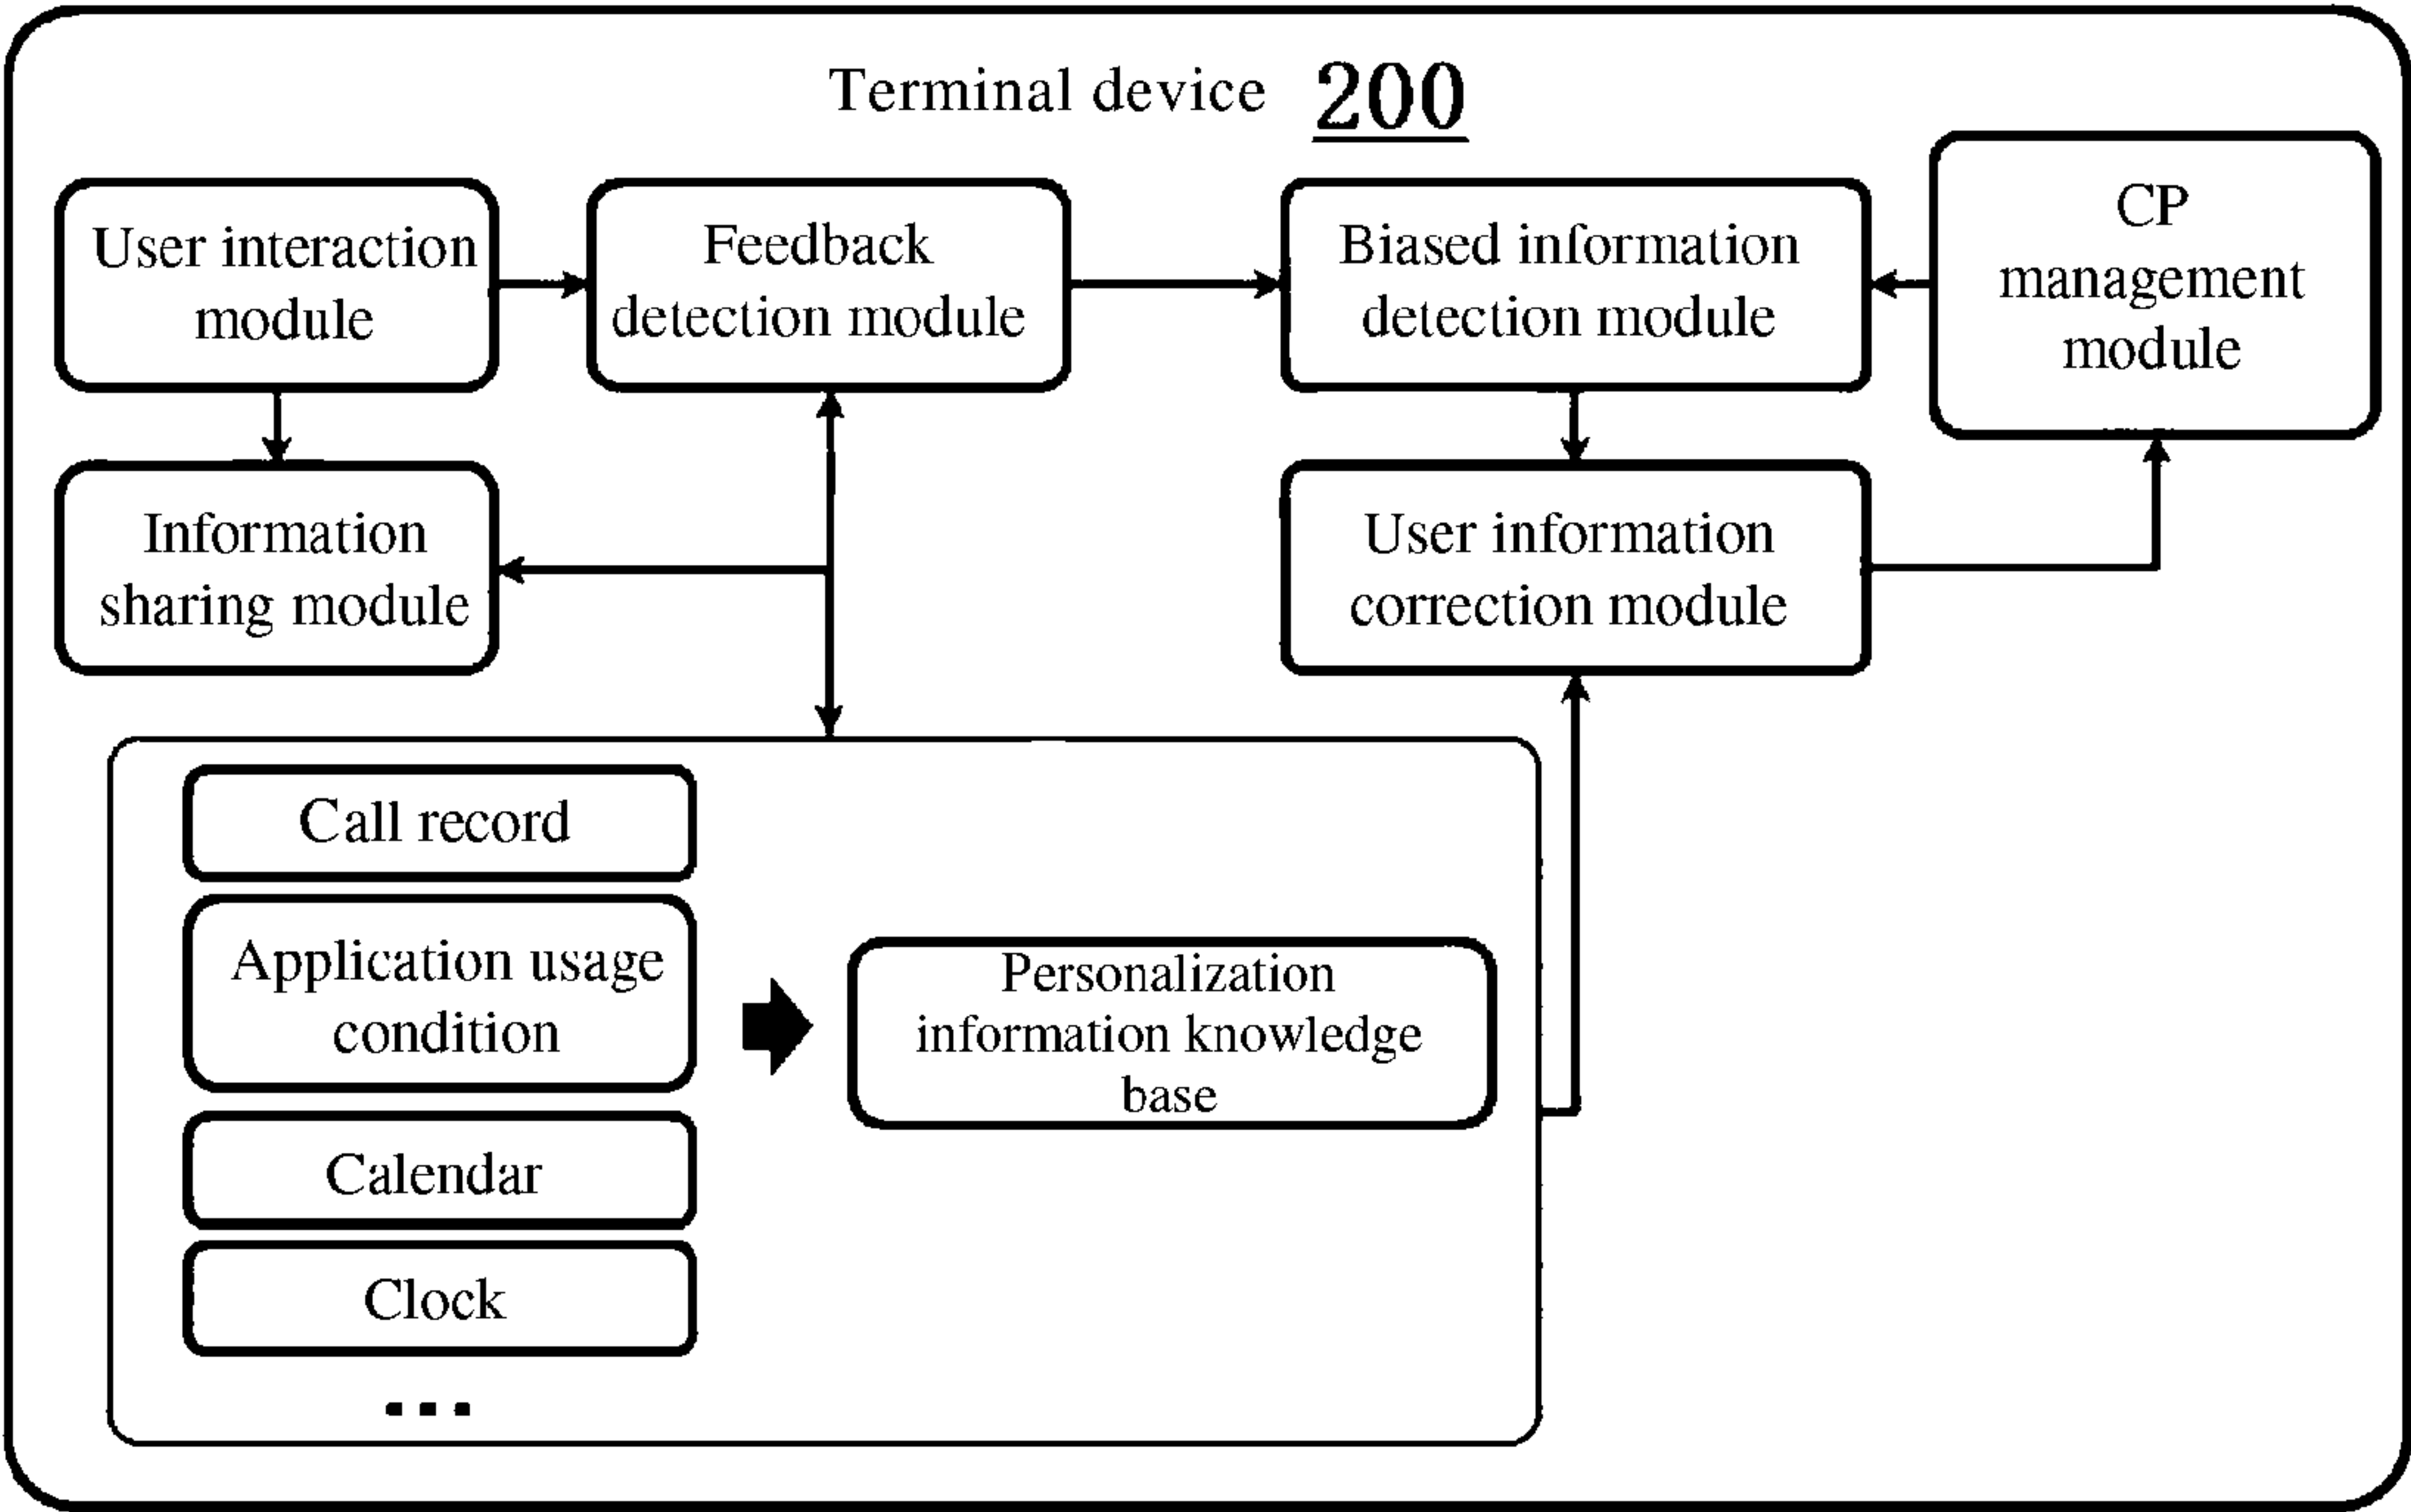 Terminal device 200
User interaction
module
Feedback
detection module
Biased information
detection module
CP
management
module
Information
sharing module
User information
correction module
Call record
Application usage
condition
Calendar
Clock
...
Personalization
information knowledge
base